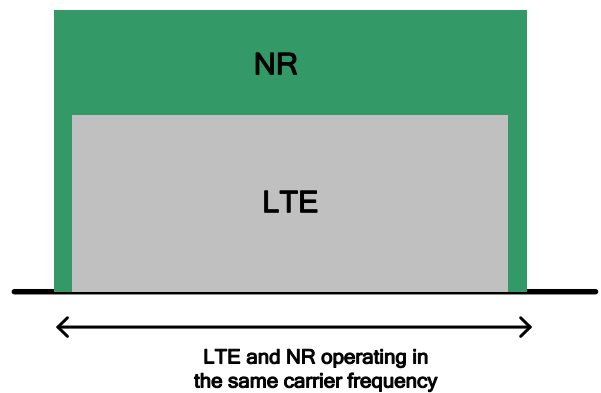 NR
LTE
LTE and NR operating in
the same carrier frequency